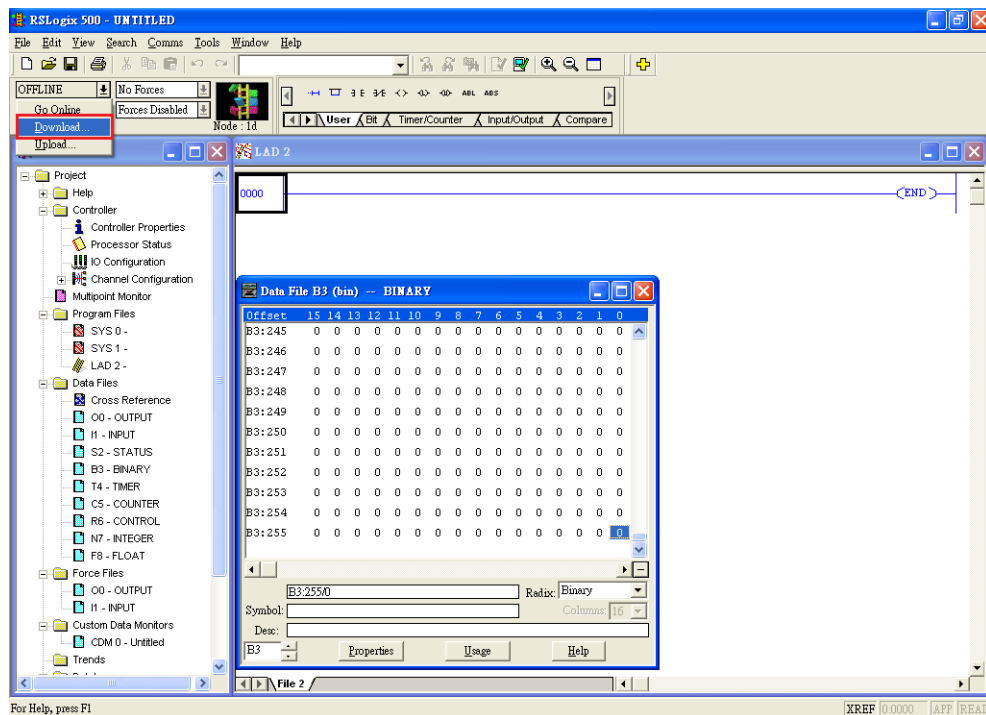 RSLogix 500 - UNTITLED
File Edit View Search Comms Tools Window Help
OFFLINE No Forces
Go Online Forces Disabled
Download...
Upload...
Node : 1d
ABL ABS
User Bit Timer/Counter Input/Output Compare
LAD 2
Project
Help
Controller
Controller Properties
Processor Status
IO Configuration
Channel Configuration
Multipoint Monitor
Program Files
SYS 0 -
SYS 1 -
LAD 2 -
Data Files
Cross Reference
O0 - OUTPUT
I1 - INPUT
S2 - STATUS
B3 - BINARY
T4 - TIMER
C5 - COUNTER
R6 - CONTROL
N7 - INTEGER
F8 - FLOAT
Force Files
O0 - OUTPUT
I1 - INPUT
Custom Data Monitors
CDM 0 - Untitled
Trends
0000
END
Data File B3 (bin) -- BINARY
Offset 15 14 13 12 11 10 9 8 7 6 5 4 3 2 1 0
B3:245 0 0 0 0 0 0 0 0 0 0 0 0 0 0 0 0
B3:246 0 0 0 0 0 0 0 0 0 0 0 0 0 0 0 0
B3:247 0 0 0 0 0 0 0 0 0 0 0 0 0 0 0 0
B3:248 0 0 0 0 0 0 0 0 0 0 0 0 0 0 0 0
B3:249 0 0 0 0 0 0 0 0 0 0 0 0 0 0 0 0
B3:250 0 0 0 0 0 0 0 0 0 0 0 0 0 0 0 0
B3:251 0 0 0 0 0 0 0 0 0 0 0 0 0 0 0 0
B3:252 0 0 0 0 0 0 0 0 0 0 0 0 0 0 0 0
B3:253 0 0 0 0 0 0 0 0 0 0 0 0 0 0 0 0
B3:254 0 0 0 0 0 0 0 0 0 0 0 0 0 0 0 0
B3:255 0 0 0 0 0 0 0 0 0 0 0 0 0 0 0 0
B3:255/0 Radix: Binary
Symbol: Columns: 16
Desc:
B3 Properties Usage Help
File 2
For Help, press F1
XREF 0:0000 APP READ